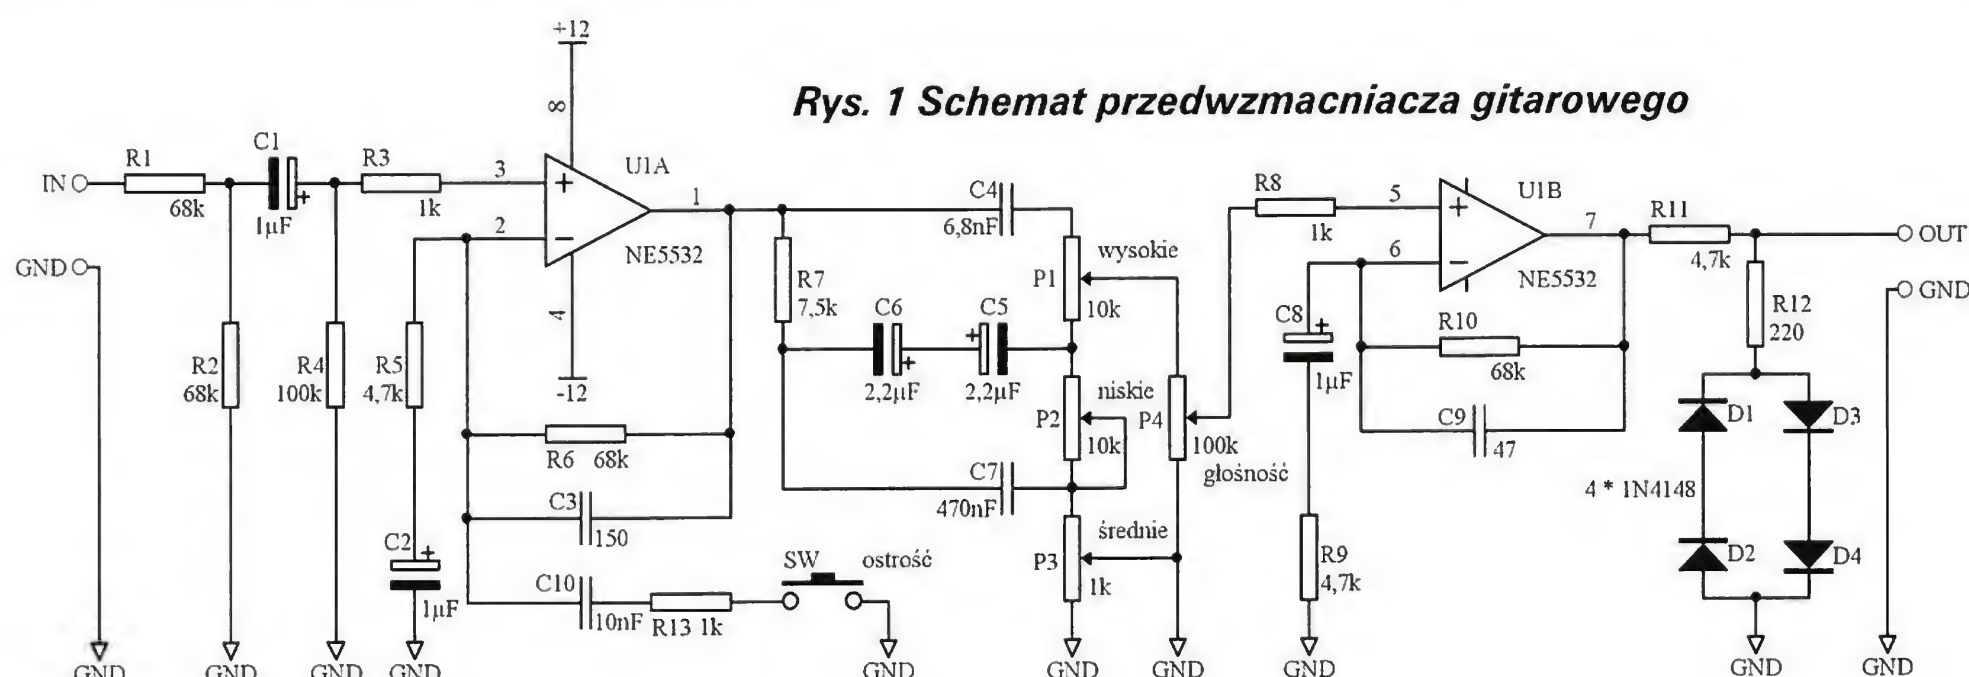 Rys. 1 Schemat przedwzmacniacza gitarowego
+12
8
C1
R1
R3
3
U1A
IN
68k
1µF
+
1k
+
1
C4
6,8nF
2
−
NE5532
GND
4
-12
R2
68k
R4
100k
R5
4,7k
R6 68k
C3
150
C2
+
1µF
C10
10nF
R13 1k
SW
ostrość
R7
7,5k
C6
+
2,2µF
C5
+
2,2µF
C7
470nF
wysokie
P1
10k
niskie
P2
10k
średnie
P3
1k
P4
100k
głośność
R8
1k
5
+
U1B
7
6
−
NE5532
R11
4,7k
OUT
GND
C8
+
1µF
R10
68k
C9
47
R9
4,7k
R12
220
D1
D3
4 * 1N4148
D2
D4
GND
GND
GND
GND
GND
GND
GND
GND
GND
GND